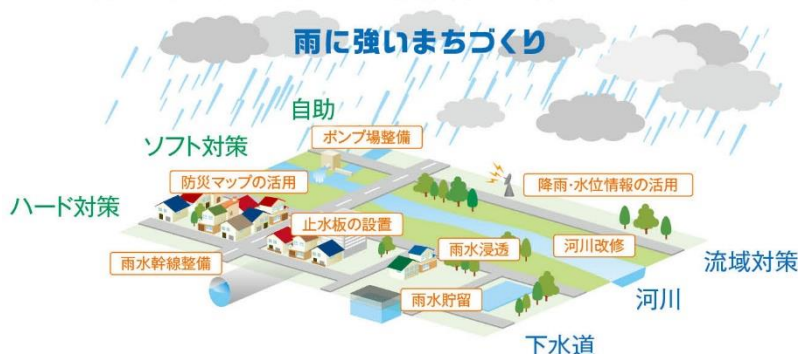 雨に強いまちづくり
自助
ソフト対策
ハード対策
ポンプ場整備
防災マップの活用
降雨・水位情報の活用
止水板の設置
雨水幹線整備
雨水浸透
河川改修
雨水貯留
流域対策
河川
下水道